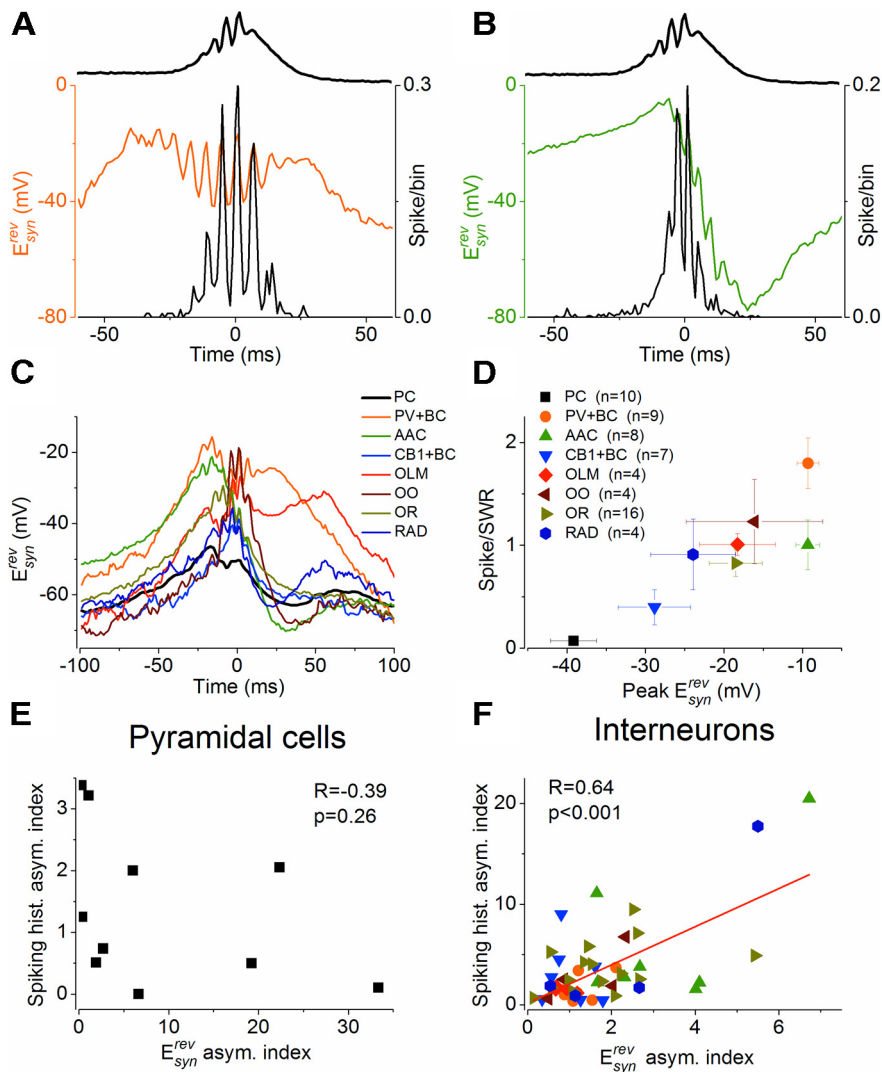 A
B
0
-40
-80
E^rev_syn (mV)
0.3
0.0
Spike/bin
-50
0
50
Time (ms)
0
-40
-80
E^rev_syn (mV)
0.2
0.0
Spike/bin
-50
0
50
Time (ms)
C
-20
-40
-60
E^rev_syn (mV)
PC
PV+BC
AAC
CB1+BC
OLM
OO
OR
RAD
-100
-50
0
50
100
Time (ms)
D
PC (n=10)
PV+BC (n=9)
AAC (n=8)
CB1+BC (n=7)
OLM (n=4)
OO (n=4)
OR (n=16)
RAD (n=4)
2
1
0
Spike/SWR
-40
-30
-20
-10
Peak E^rev_syn (mV)
E
Pyramidal cells
R=-0.39
p=0.26
3
2
1
0
Spiking hist. asym. index
0
10
20
30
E^rev_syn asym. index
F
Interneurons
R=0.64
p<0.001
20
10
0
Spiking hist. asym. index
0
2
4
6
E^rev_syn asym. index